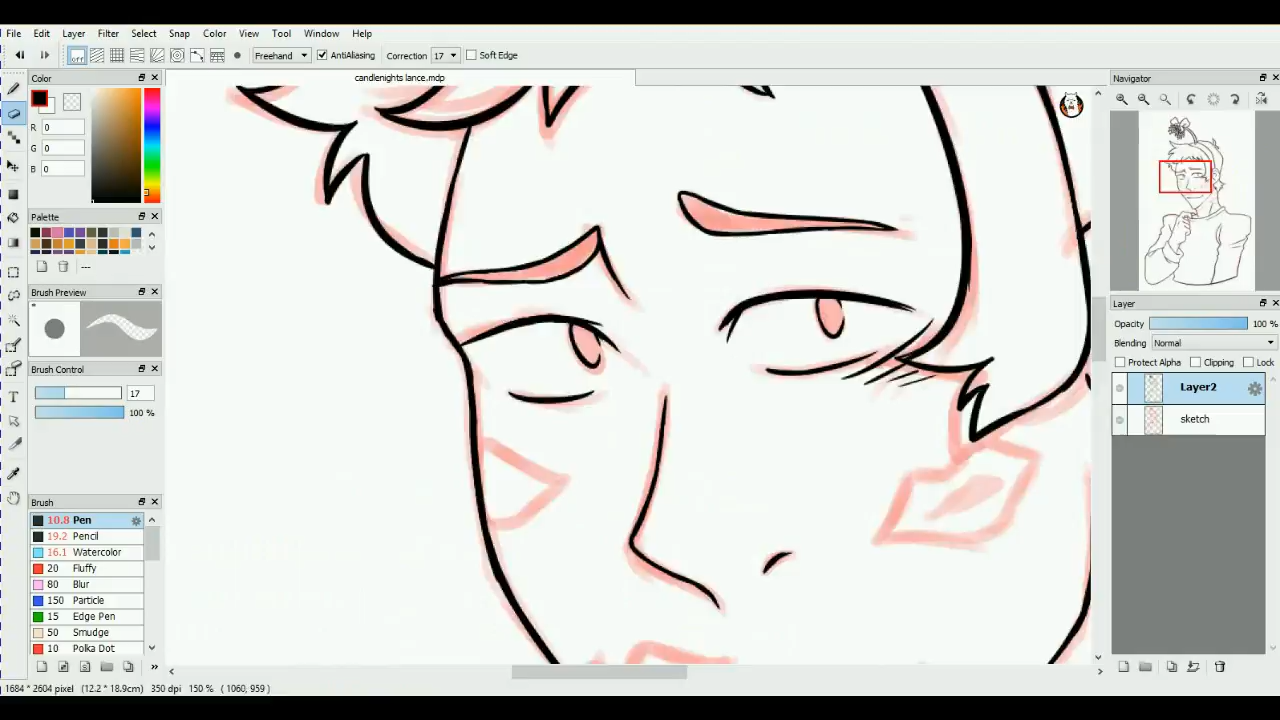 File Edit Layer Filter Select Snap Color View Tool Window Help
off Freehand AntiAliasing Correction 17 Soft Edge
Color
candlenights lance.mdp
Navigator
R 0
G 0
B 0
Palette
---
Brush Preview
Layer
Opacity 100 %
Blending Normal
Protect Alpha Clipping Lock
Brush Control
17
100 %
Layer2
sketch
Brush
10.8 Pen
19.2 Pencil
16.1 Watercolor
20 Fluffy
80 Blur
150 Particle
15 Edge Pen
50 Smudge
10 Polka Dot
1684 * 2604 pixel (12.2 * 18.9cm) 350 dpi 150 % ( 1060, 959 )